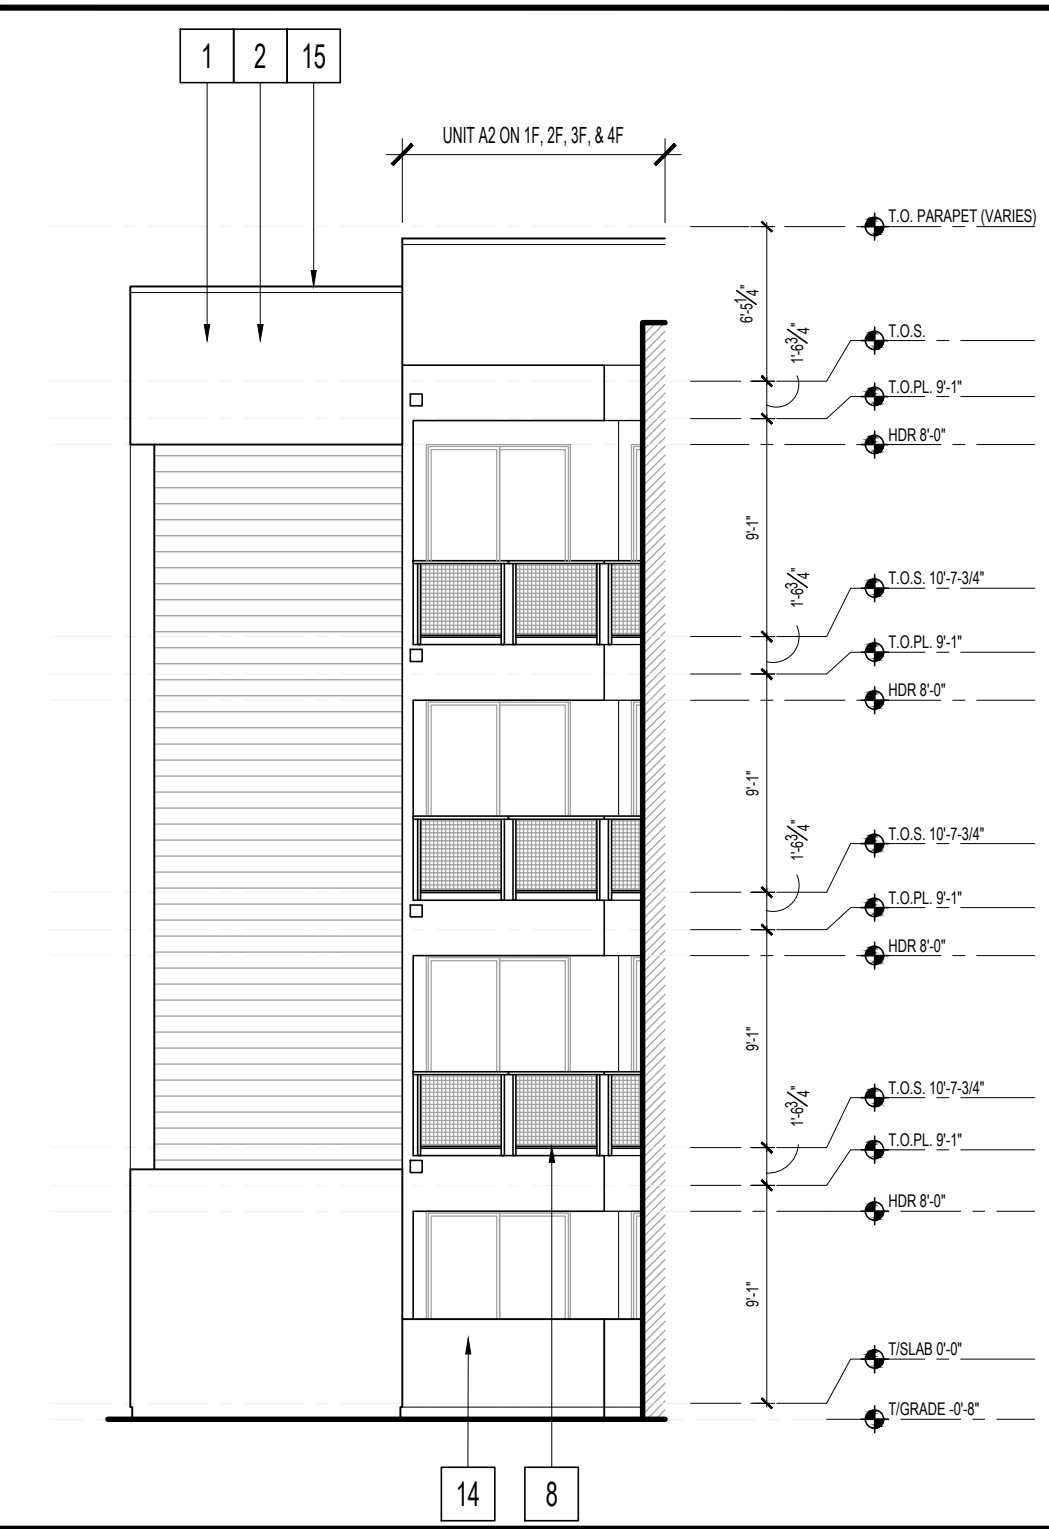 1 2 15
UNIT A2 ON 1F, 2F, 3F, & 4F
T.O. PARAPET (VARIES)
6'-5 1/4"
T.O.S.
1'-6 3/4"
T.O.PL. 9'-1"
HDR 8'-0"
9'-1"
T.O.S. 10'-7-3/4"
1'-6 3/4"
T.O.PL. 9'-1"
HDR 8'-0"
9'-1"
T.O.S. 10'-7-3/4"
1'-6 3/4"
T.O.PL. 9'-1"
HDR 8'-0"
9'-1"
T.O.S. 10'-7-3/4"
1'-6 3/4"
T.O.PL. 9'-1"
HDR 8'-0"
9'-1"
T/SLAB 0'-0"
T/GRADE -0'-8"
14 8